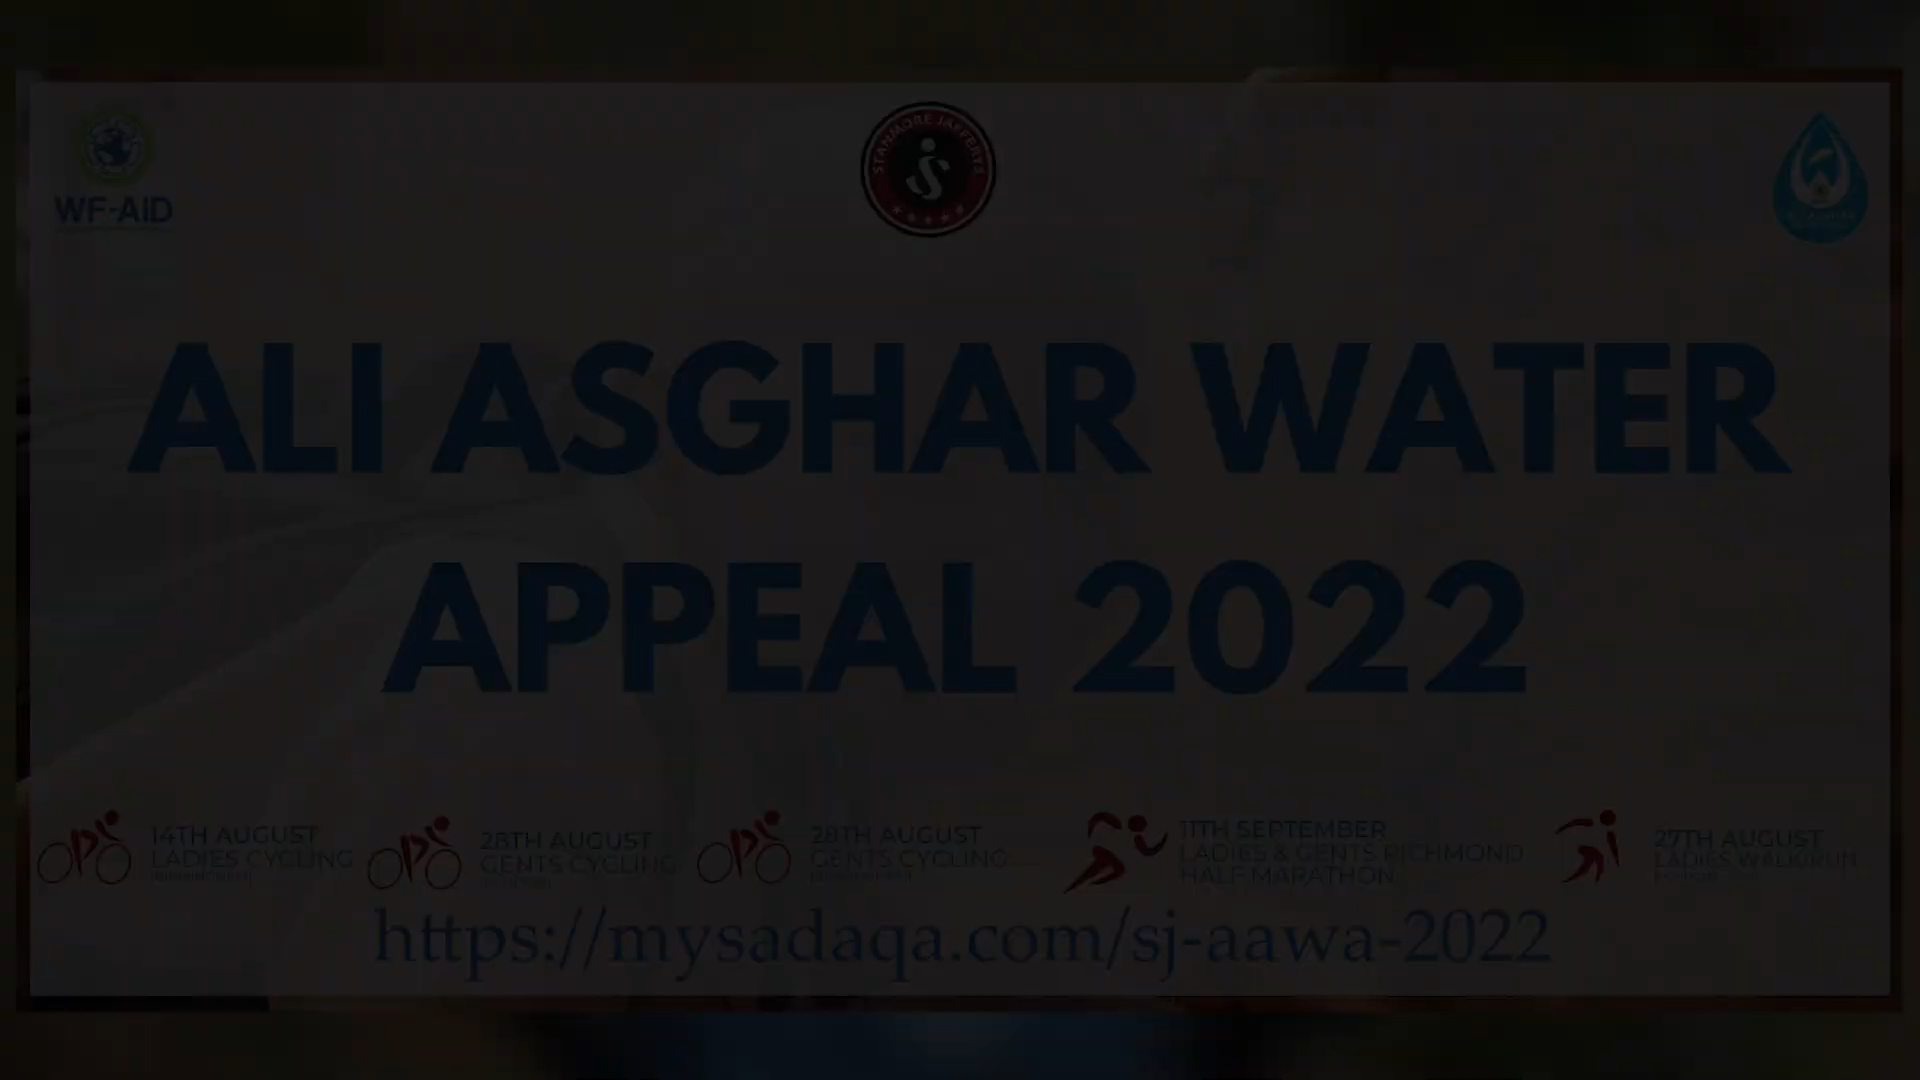 WF-AID
STANMORE JAFFERYS
ALI ASGHAR WATER
APPEAL 2022
14TH AUGUST
LADIES CYCLING
28TH AUGUST
GENTS CYCLING
28TH AUGUST
GENTS CYCLING
11TH SEPTEMBER
LADIES & GENTS RICHMOND
HALF MARATHON
27TH AUGUST
LADIES WALK/RUN
https://mysadaqa.com/sj-aawa-2022